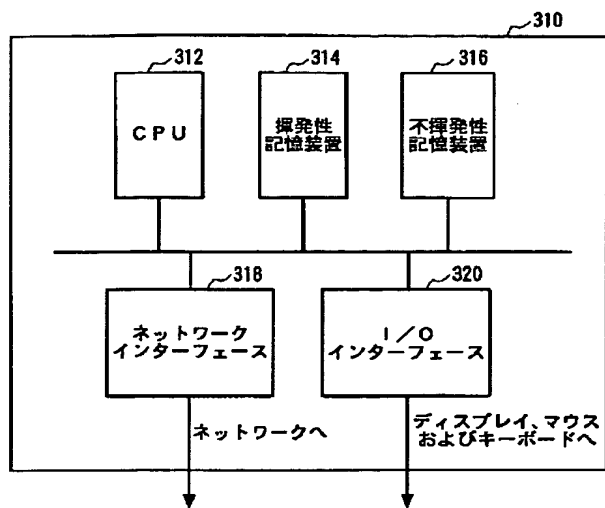 310
312
314
316
CPU
揮発性
記憶装置
不揮発性
記憶装置
318
320
ネットワーク
インターフェース
I/O
インターフェース
ネットワークへ
ディスプレイ、マウス
およびキーボードへ